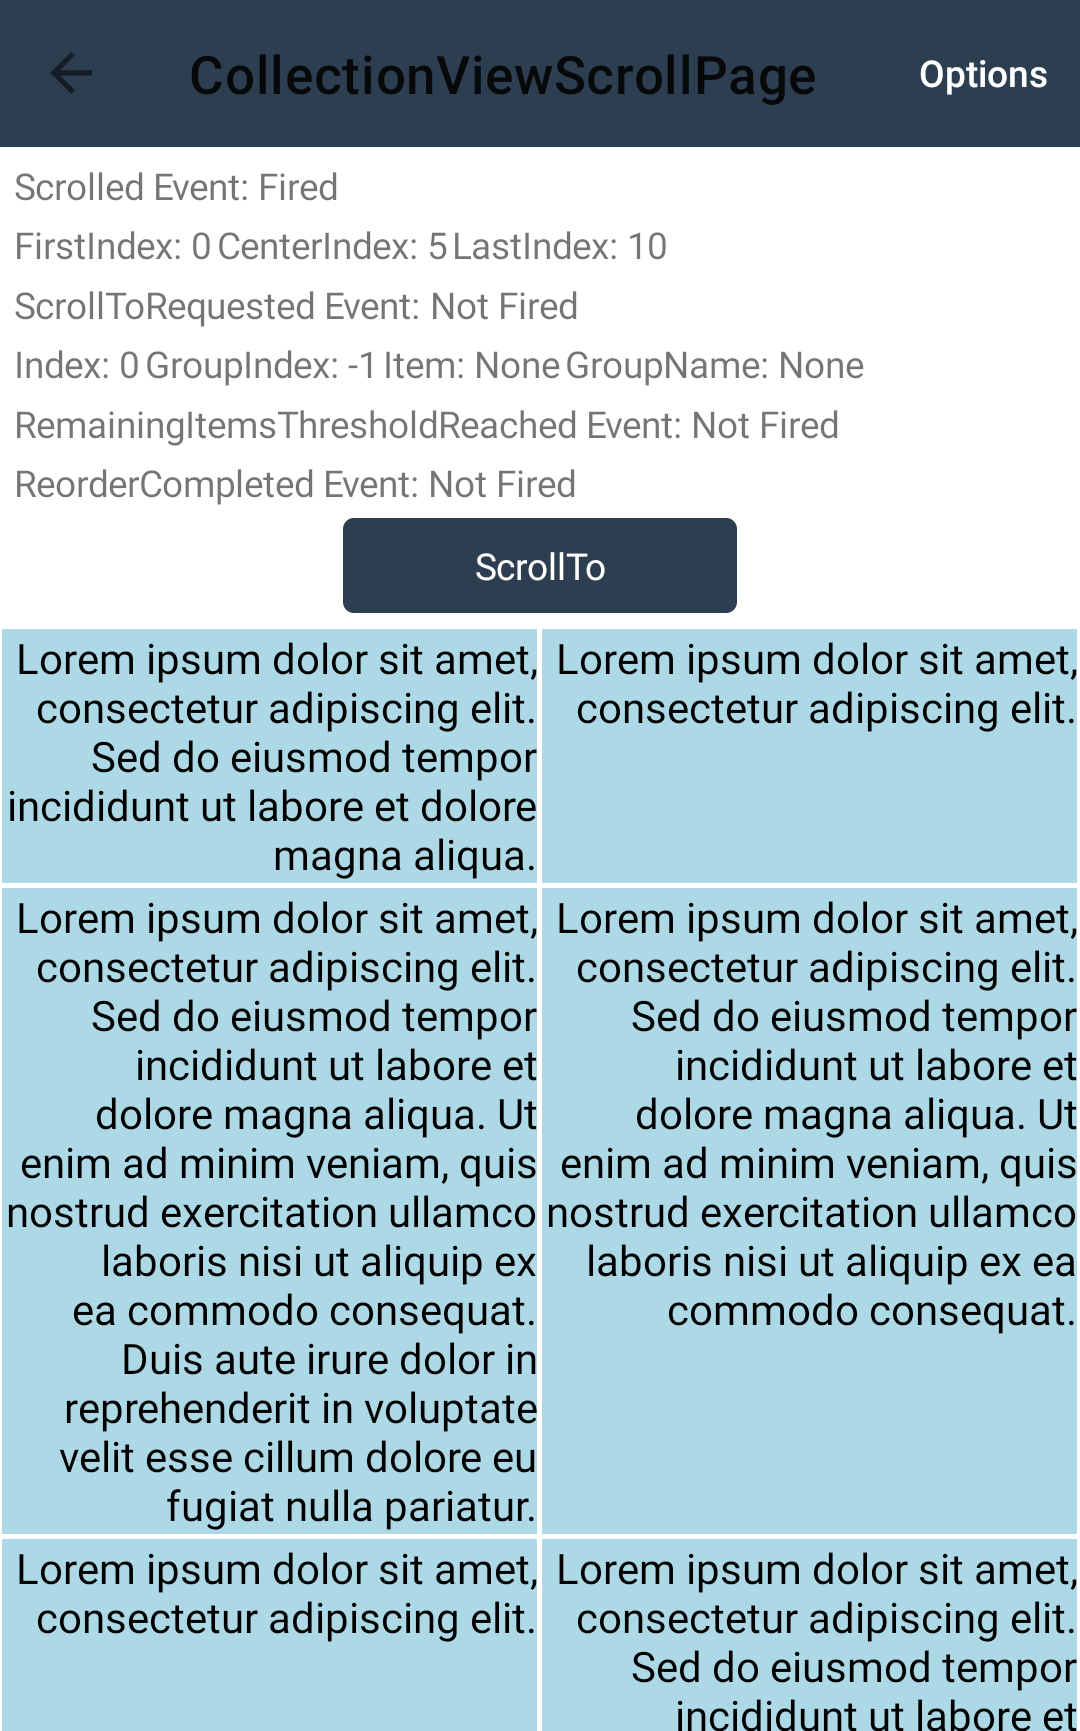 CollectionViewScrollPage
Options
Scrolled Event: Fired
FirstIndex: 0 CenterIndex: 5 LastIndex: 10
ScrollToRequested Event: Not Fired
Index: 0 GroupIndex: -1 Item: None GroupName: None
RemainingItemsThresholdReached Event: Not Fired
ReorderCompleted Event: Not Fired
ScrollTo
Lorem ipsum dolor sit amet,
consectetur adipiscing elit.
Sed do eiusmod tempor
incididunt ut labore et dolore
magna aliqua.
Lorem ipsum dolor sit amet,
consectetur adipiscing elit.
Lorem ipsum dolor sit amet,
consectetur adipiscing elit.
Sed do eiusmod tempor
incididunt ut labore et
dolore magna aliqua. Ut
enim ad minim veniam, quis
nostrud exercitation ullamco
laboris nisi ut aliquip ex
ea commodo consequat.
Duis aute irure dolor in
reprehenderit in voluptate
velit esse cillum dolore eu
fugiat nulla pariatur.
Lorem ipsum dolor sit amet,
consectetur adipiscing elit.
Sed do eiusmod tempor
incididunt ut labore et
dolore magna aliqua. Ut
enim ad minim veniam, quis
nostrud exercitation ullamco
laboris nisi ut aliquip ex ea
commodo consequat.
Lorem ipsum dolor sit amet,
consectetur adipiscing elit.
Lorem ipsum dolor sit amet,
consectetur adipiscing elit.
Sed do eiusmod tempor
incididunt ut labore et